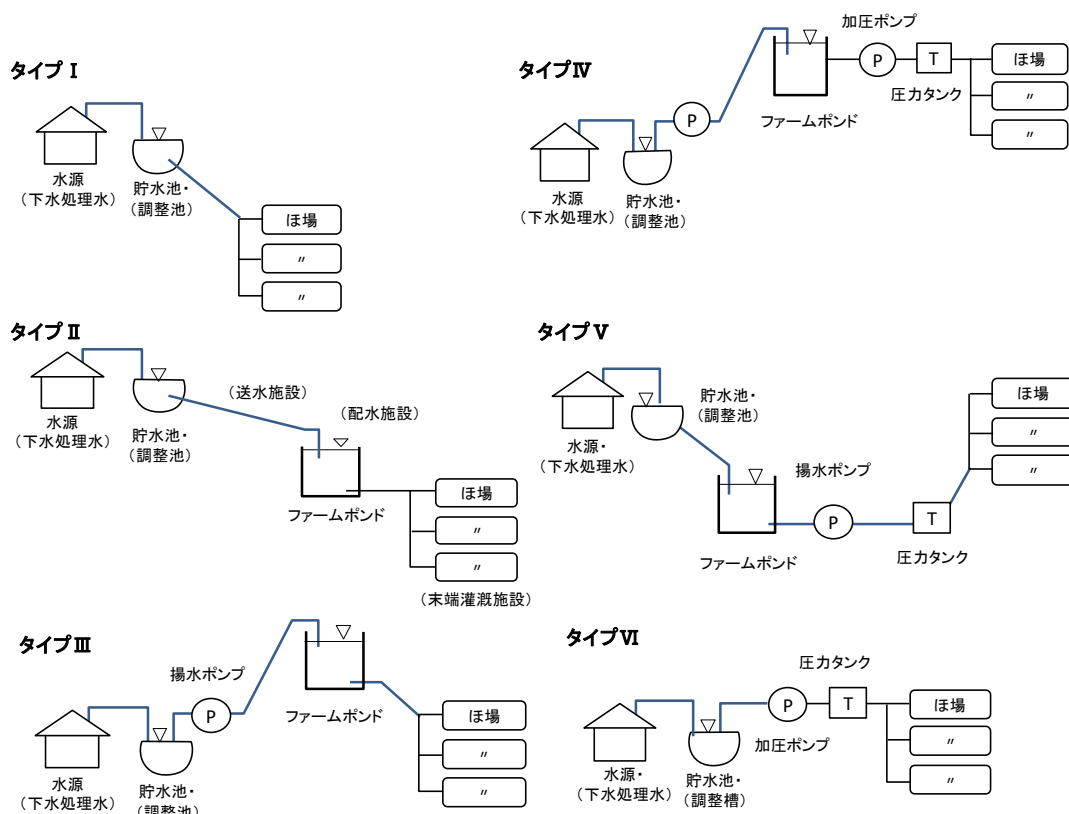 タイプⅠ
水源
(下水処理水)
貯水池・
(調整池)
ほ場
〃
〃
タイプⅡ
水源
(下水処理水)
貯水池・
(調整池)
(送水施設)
(配水施設)
ファームポンド
ほ場
〃
〃
(末端灌漑施設)
タイプⅢ
水源
(下水処理水)
貯水池・
(調整池)
揚水ポンプ
P
ファームポンド
ほ場
〃
〃
タイプⅣ
水源
(下水処理水)
貯水池・
(調整池)
P
ファームポンド
加圧ポンプ
P
T
圧力タンク
ほ場
〃
〃
タイプⅤ
水源・
(下水処理水)
貯水池・
(調整池)
ファームポンド
揚水ポンプ
P
T
圧力タンク
ほ場
〃
〃
タイプⅥ
水源・
(下水処理水)
貯水池・
(調整槽)
P
加圧ポンプ
圧力タンク
T
ほ場
〃
〃